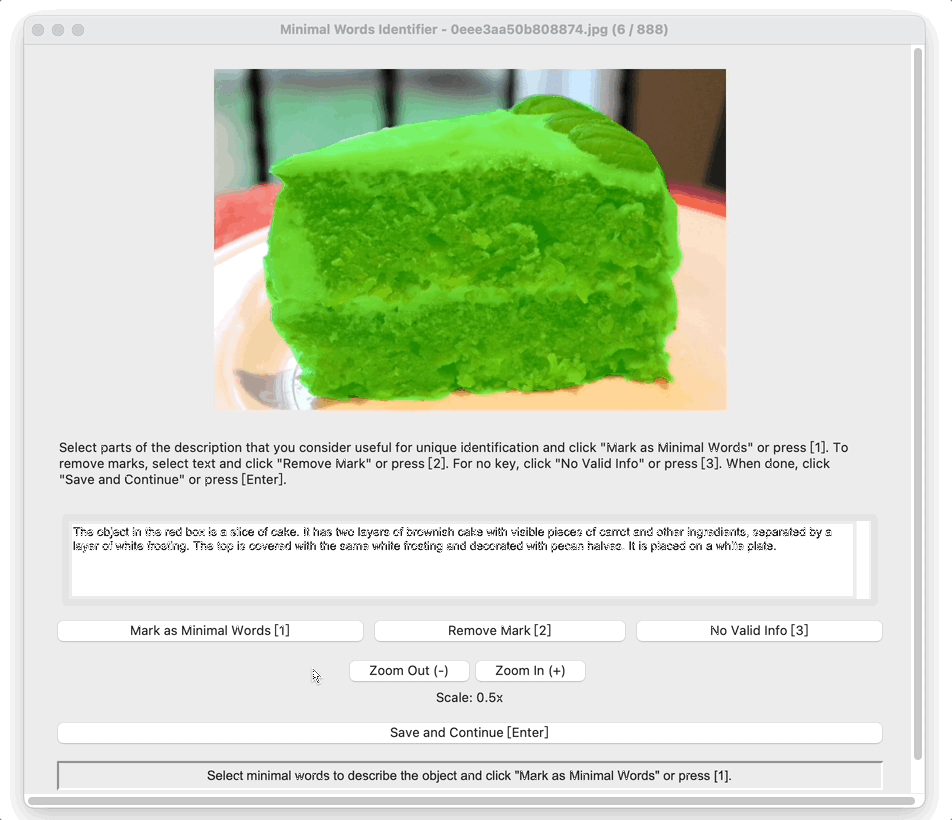 Minimal Words Identifier - 0eee3aa50b808874.jpg (6 / 888)
Select parts of the description that you consider useful for unique identification and click "Mark as Minimal Words" or press [1]. To
remove marks, select text and click "Remove Mark" or press [2]. For no key, click "No Valid Info" or press [3]. When done, click
"Save and Continue" or press [Enter].
The object in the red box is a slice of cake. It has two layers of brownish cake with visible pieces of carrot and other ingredients, separated by a
layer of white frosting. The top is covered with the same white frosting and decorated with pecan halves. It is placed on a white plate.
Mark as Minimal Words [1]
Remove Mark [2]
No Valid Info [3]
Zoom Out (-)
Zoom In (+)
Scale: 0.5x
Save and Continue [Enter]
Select minimal words to describe the object and click "Mark as Minimal Words" or press [1].